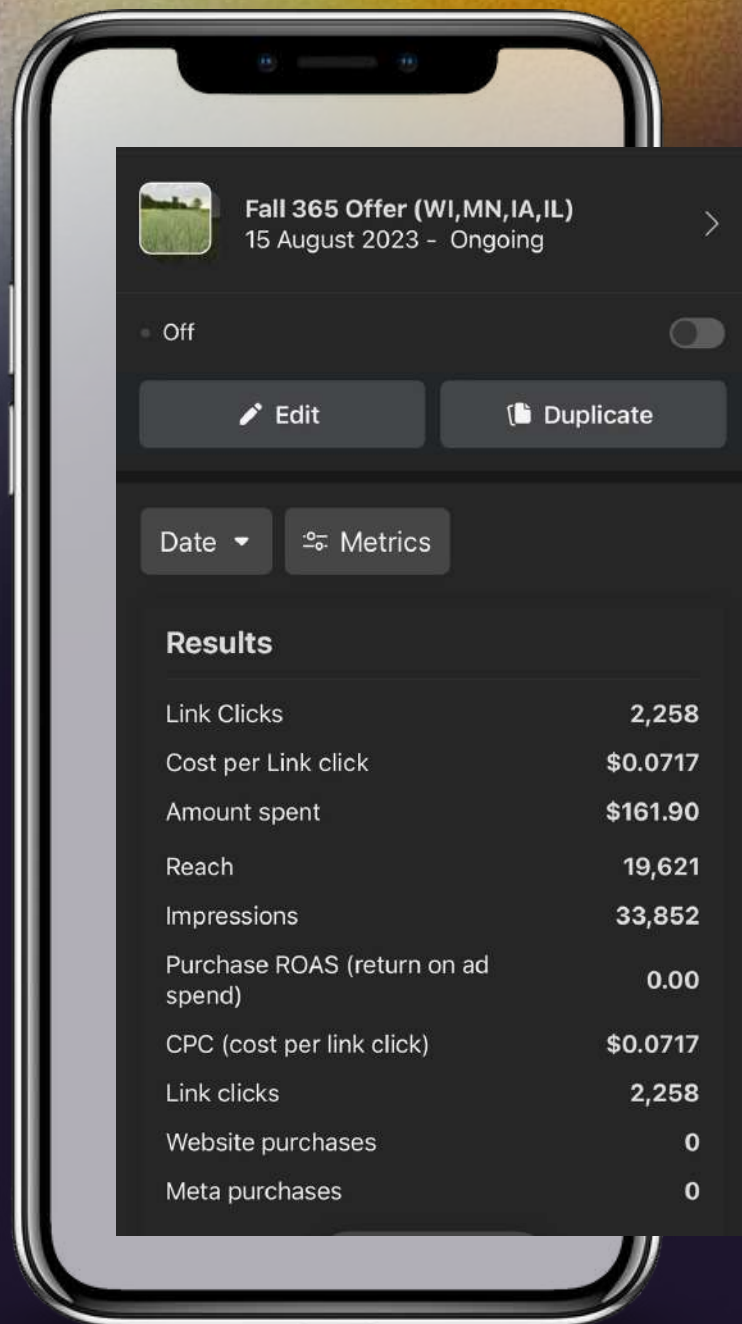 Fall 365 Offer (WI,MN,IA,IL)
15 August 2023 - Ongoing
Off
Edit
Duplicate
Date
Metrics
Results
Link Clicks 2,258
Cost per Link click $0.0717
Amount spent $161.90
Reach 19,621
Impressions 33,852
Purchase ROAS (return on ad
spend) 0.00
CPC (cost per link click) $0.0717
Link clicks 2,258
Website purchases 0
Meta purchases 0